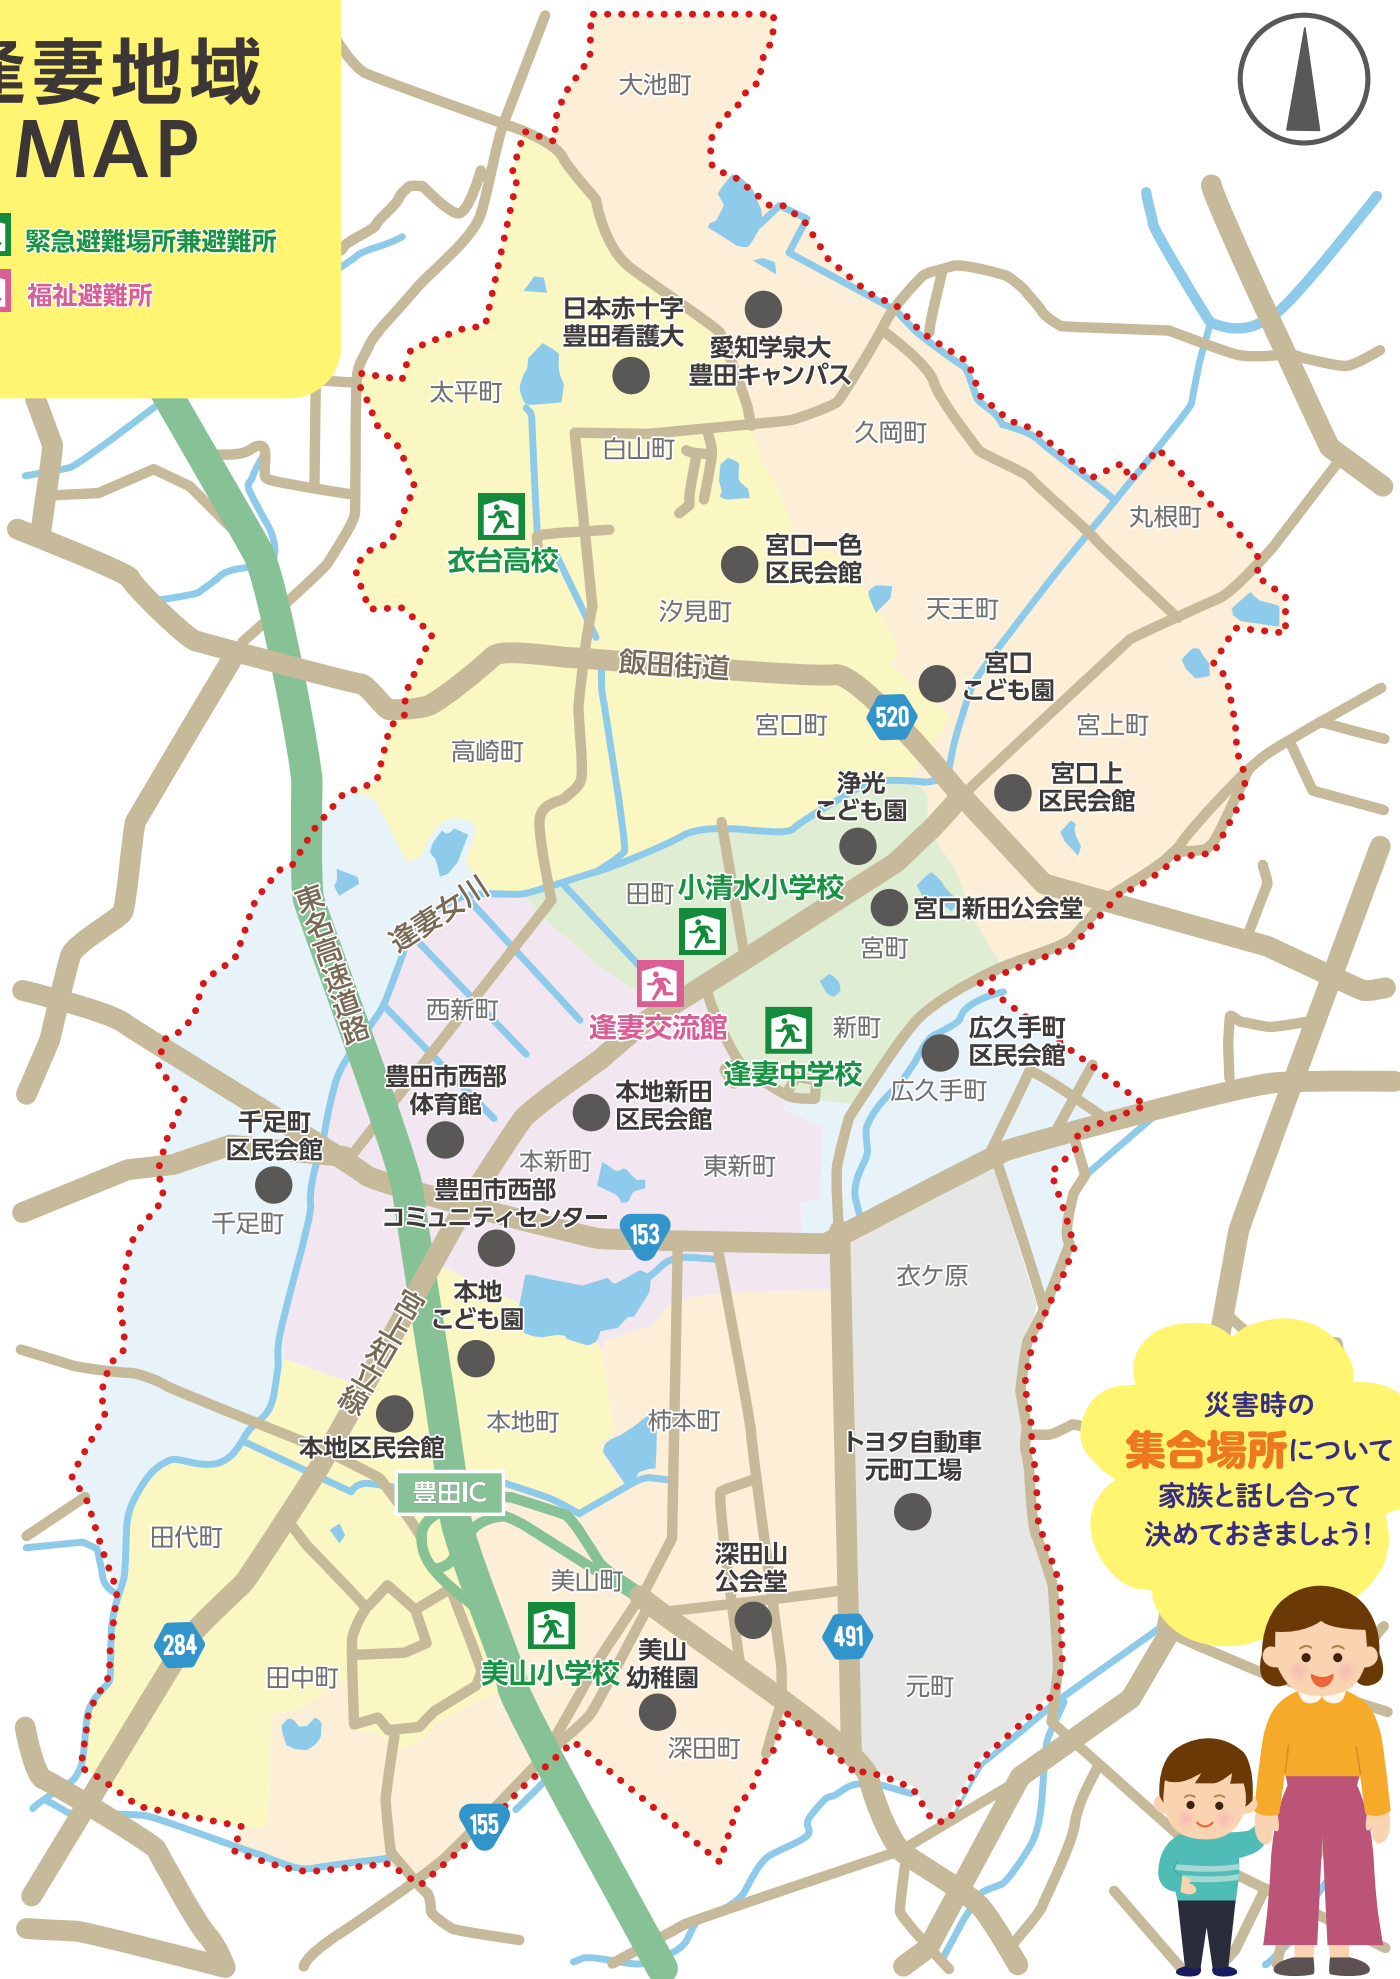 逢妻地域
MAP
緊急避難場所兼避難所
福祉避難所
大池町
日本赤十字
豊田看護大
愛知学泉大
豊田キャンパス
太平町
白山町
久岡町
丸根町
衣台高校
宮口一色
区民会館
汐見町
天王町
飯田街道
宮口
こども園
520
宮口町
宮上町
高崎町
浄光
こども園
宮口上
区民会館
田町
小清水小学校
逢妻女川
東名高速道路
宮口新田公会堂
宮町
西新町
逢妻交流館
新町
広久手町
区民会館
逢妻中学校
広久手町
豊田市西部
体育館
本地新田
区民会館
千足町
区民会館
本新町
東新町
豊田市西部
コミュニティセンター
千足町
153
衣ケ原
本地
こども園
宮上知立線
本地町
柿本町
本地区民会館
トヨタ自動車
元町工場
豊田IC
田代町
深田山
公会堂
美山町
284
491
美山小学校
美山
幼稚園
田中町
元町
深田町
155
災害時の
集合場所について
家族と話し合って
決めておきましょう!